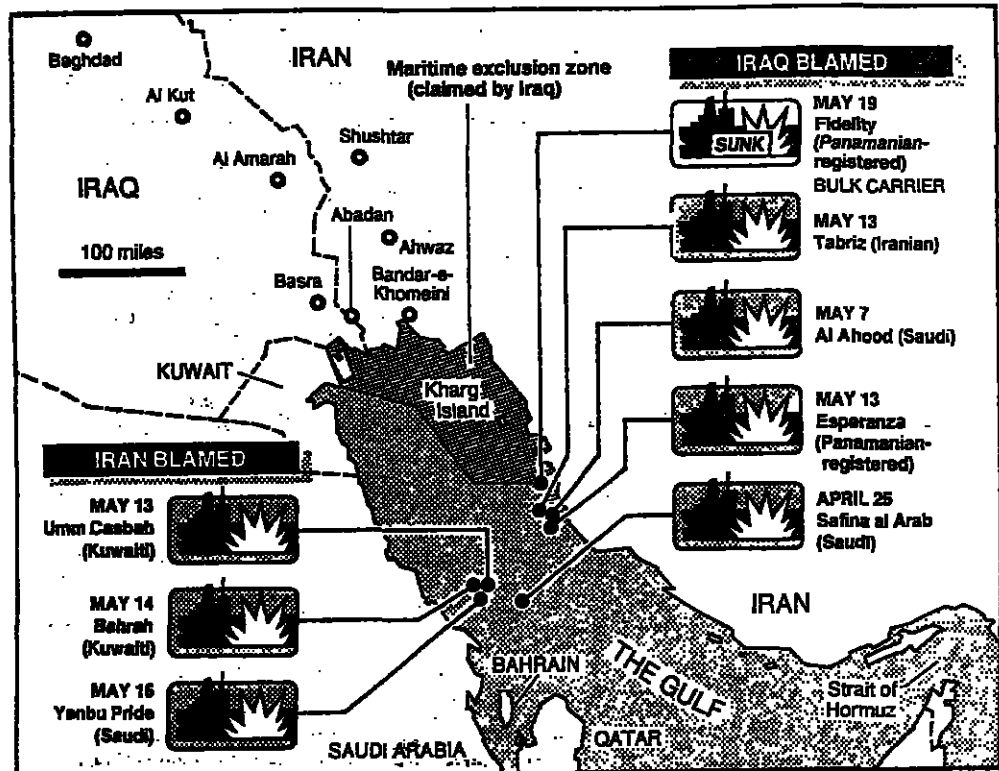 Baghdad
IRAN
Al Kut
Shushtar
Al Amarah
IRAQ
Abadan
Ahwaz
100 miles
Basra
Bandar-e-
Khomeini
Maritime exclusion zone
(claimed by Iraq)
KUWAIT
Kharg
Island
IRAQ BLAMED
SUNK
MAY 19
Fidelity
(Panamanian-
registered)
BULK CARRIER
MAY 13
Tabriz (Iranian)
MAY 7
Al Ahood (Saudi)
MAY 13
Esperanza
(Panamanian-
registered)
APRIL 25
Safina al Arab
(Saudi)
IRAN BLAMED
MAY 13
Umm Casbah
(Kuwaiti)
MAY 14
Bahrah
(Kuwaiti)
MAY 16
Yanbu Pride
(Saudi)
IRAN
BAHRAIN
THE GULF
Strait of
Hormuz
SAUDI ARABIA
QATAR